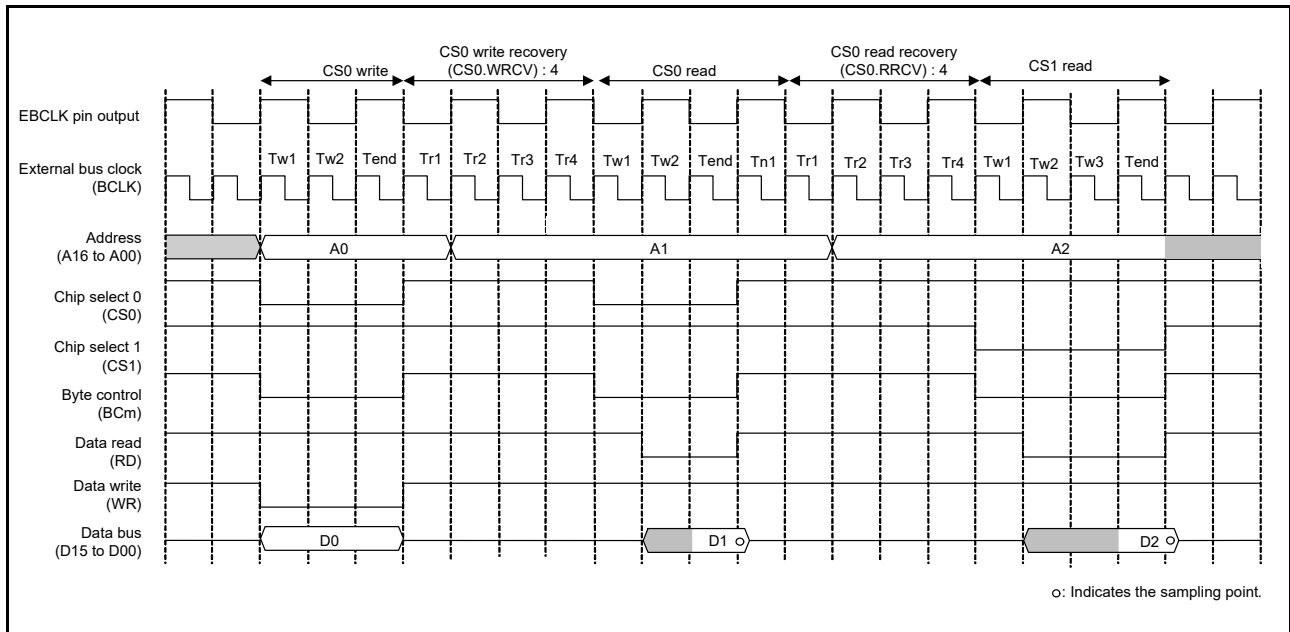 CS0 write
CS0 write recovery
(CS0.WRCV) : 4
CS0 read
CS0 read recovery
(CS0.RRCV) : 4
CS1 read
EBCLK pin output
External bus clock
(BCLK)
Tw1 Tw2 Tend Tr1 Tr2 Tr3 Tr4 Tw1 Tw2 Tend Tn1 Tr1 Tr2 Tr3 Tr4 Tw1 Tw2 Tw3 Tend
Address
(A16 to A00)
A0 A1 A2
Chip select 0
(CS0)
Chip select 1
(CS1)
Byte control
(BCm)
Data read
(RD)
Data write
(WR)
Data bus
(D15 to D00)
D0 D1 D2
o: Indicates the sampling point.